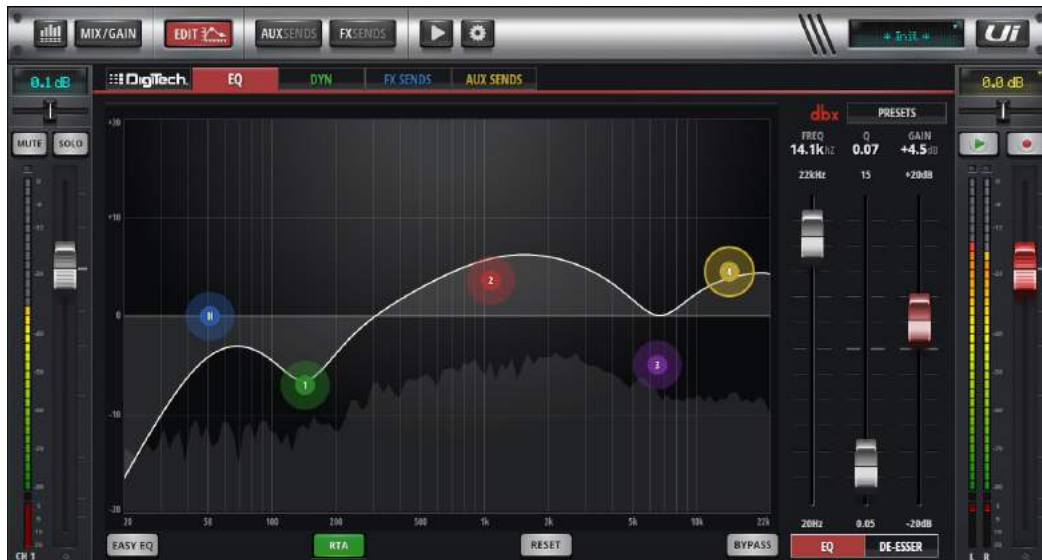 MIX/GAIN EDIT AUXSENDS FXSENDS * Init * Ui
0.1 dB DigiTech EQ DYN FX SENDS AUX SENDS 0.0 dB
dbx PRESETS
MUTE SOLO
FREQ Q GAIN
14.1kHz 0.07 +4.5dB
22kHz 15 +20dB
+20
+10
0
-10
-20
H 1 2 3 4
20 50 100 200 500 1k 2k 5k 10k 22k
20Hz 0.05 -20dB
EASY EQ RTA RESET BYPASS EQ DE-ESSER
CH 1 L R